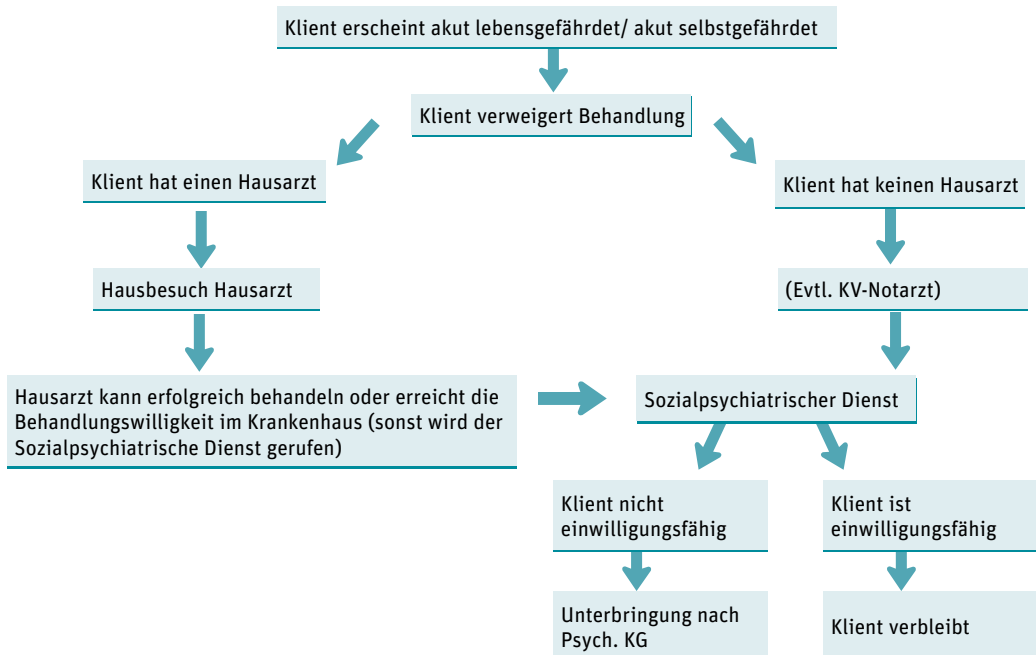 Klient erscheint akut lebensgefährdet/ akut selbstgefährdet
Klient verweigert Behandlung
Klient hat einen Hausarzt
Klient hat keinen Hausarzt
Hausbesuch Hausarzt
(Evtl. KV-Notarzt)
Hausarzt kann erfolgreich behandeln oder erreicht die
Behandlungswilligkeit im Krankenhaus (sonst wird der
Sozialpsychiatrische Dienst gerufen)
Sozialpsychiatrischer Dienst
Klient nicht
einwilligungsfähig
Klient ist
einwilligungsfähig
Unterbringung nach
Psych. KG
Klient verbleibt